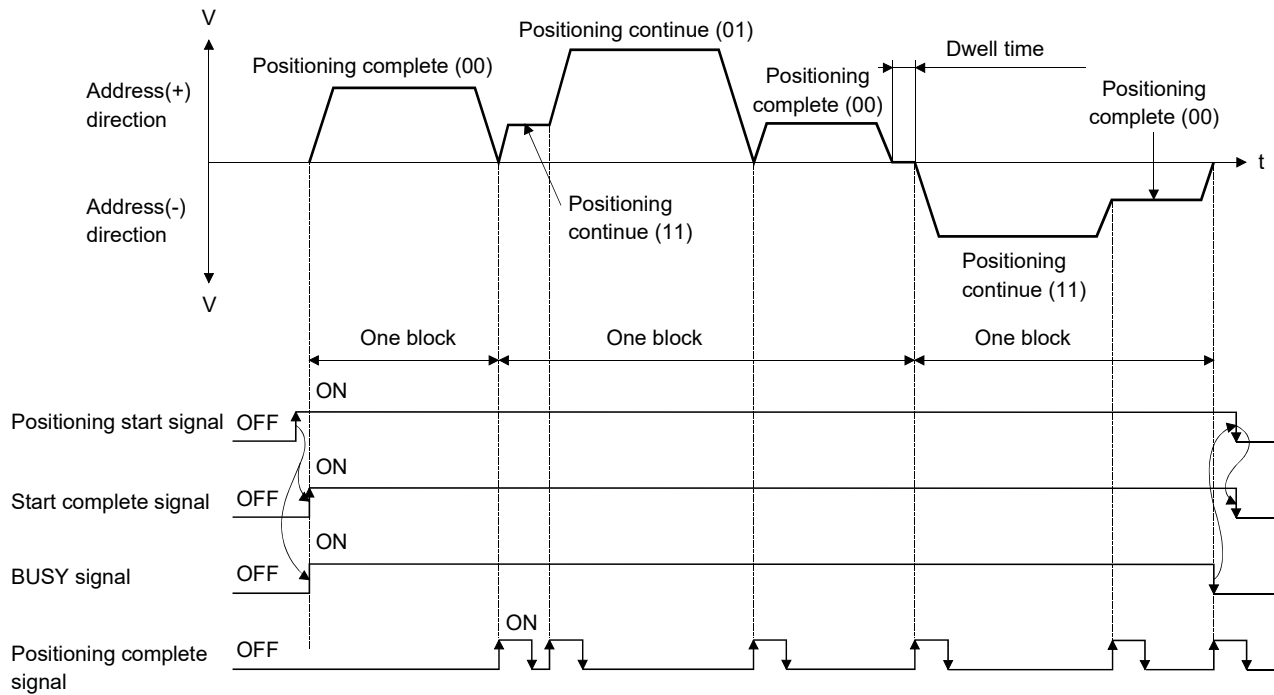 V
Positioning continue (01)
Dwell time
Positioning complete (00)
Positioning
complete (00)
Positioning
complete (00)
Address(+)
direction
t
Address(-)
direction
Positioning
continue (11)
Positioning
continue (11)
V
One block
One block
One block
ON
Positioning start signal
OFF
ON
Start complete signal
OFF
ON
BUSY signal
OFF
ON
Positioning complete
signal
OFF